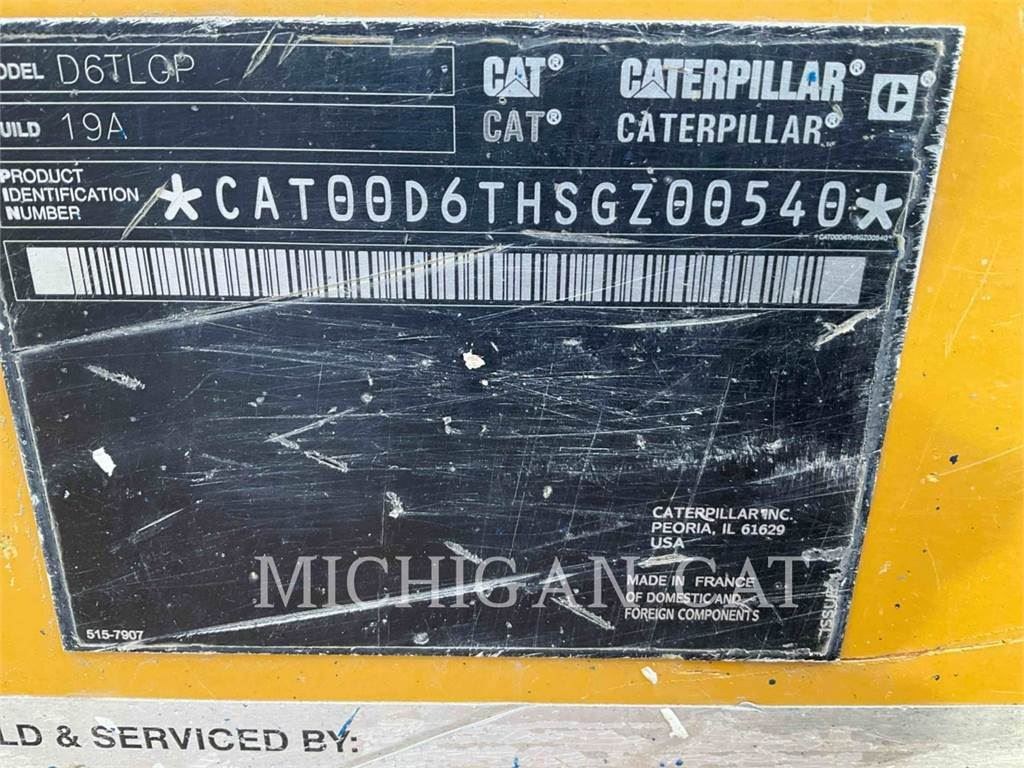 ODEL D6TLGP
UILD 19A
CAT® CATERPILLAR®
CAT® CATERPILLAR®
PRODUCT
IDENTIFICATION
NUMBER
*CAT00D6THSGZ00540*
*CAT00D6THSGZ00540*
CATERPILLAR INC.
PEORIA, IL 61629
USA
MICHIGAN CAT
MADE IN FRANCE
OF DOMESTIC AND
FOREIGN COMPONENTS
515-7907
LD & SERVICED BY: